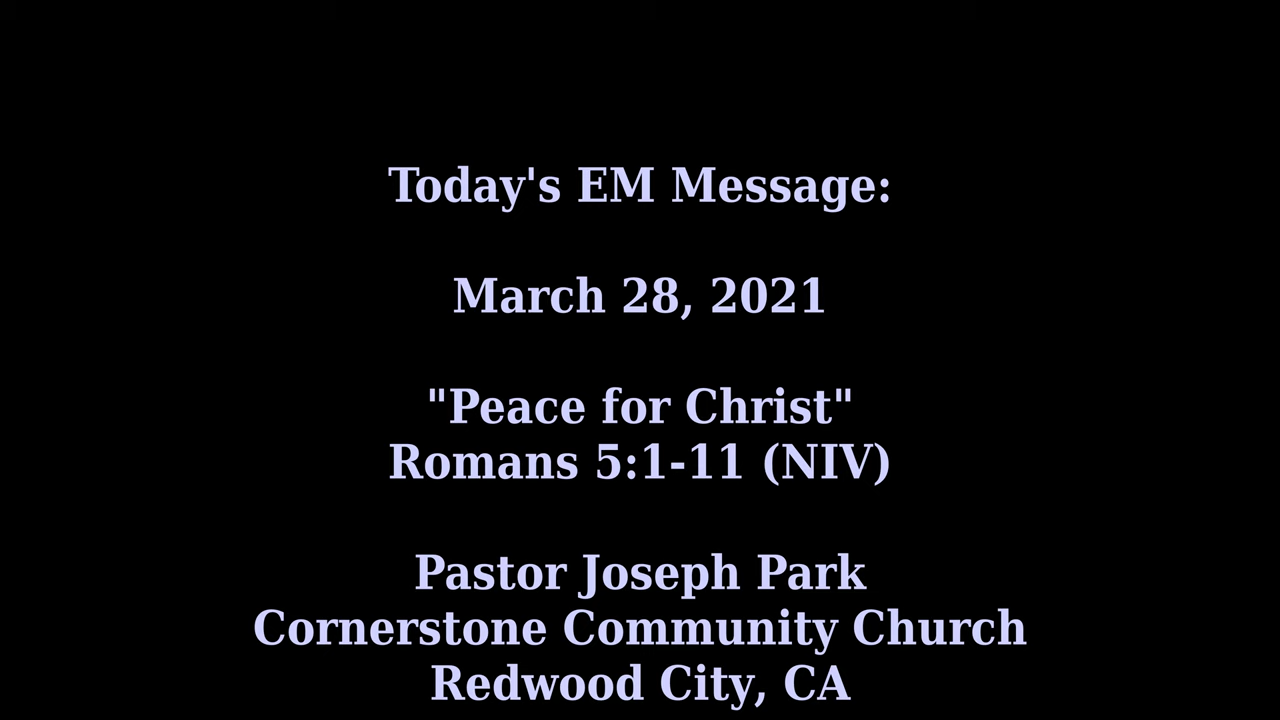 Today's EM Message:
March 28, 2021
"Peace for Christ"
Romans 5:1-11 (NIV)
Pastor Joseph Park
Cornerstone Community Church
Redwood City, CA